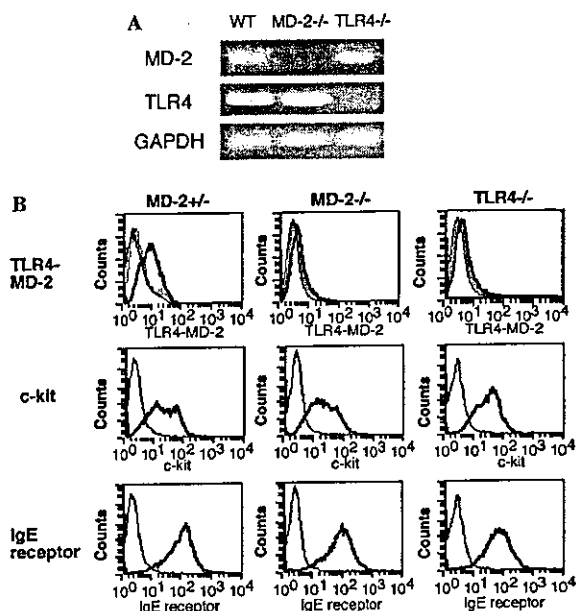 A
WT MD-2-/- TLR4-/-
MD-2
TLR4
GAPDH
B
MD-2+/- MD-2-/- TLR4-/-
TLR4-
MD-2
Counts Counts Counts
10^0 10^1 10^2 10^3 10^4 10^0 10^1 10^2 10^3 10^4 10^0 10^1 10^2 10^3 10^4
TLR4-MD-2 TLR4-MD-2 TLR4-MD-2
c-kit
Counts Counts Counts
10^0 10^1 10^2 10^3 10^4 10^0 10^1 10^2 10^3 10^4 10^0 10^1 10^2 10^3 10^4
c-kit c-kit c-kit
IgE
receptor
Counts Counts Counts
10^0 10^1 10^2 10^3 10^4 10^0 10^1 10^2 10^3 10^4 10^0 10^1 10^2 10^3 10^4
IgE receptor IgE receptor IgE receptor